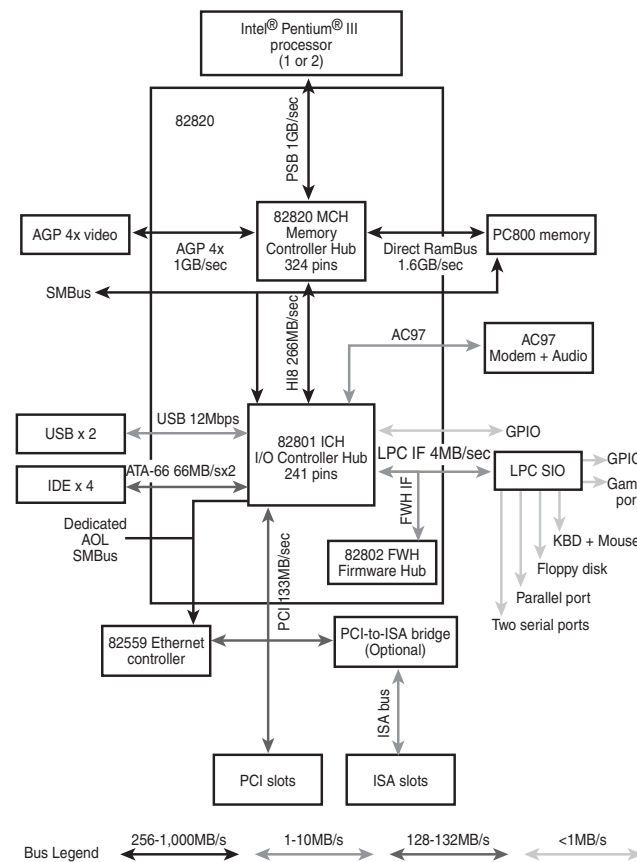 Intel® Pentium® III
processor
(1 or 2)
82820
PSB 1GB/sec
82820 MCH
Memory
Controller Hub
324 pins
AGP 4x video
AGP 4x
1GB/sec
Direct RamBus
1.6GB/sec
PC800 memory
SMBus
HI8 266MB/sec
AC97
AC97
Modem + Audio
USB x 2
USB 12Mbps
82801 ICH
I/O Controller Hub
241 pins
GPIO
LPC IF 4MB/sec
LPC SIO
GPIO
Gam
por
IDE x 4
ATA-66 66MB/sx2
FWH IF
Dedicated
AOL
SMBus
82802 FWH
Firmware Hub
KBD + Mouse
Floppy disk
Parallel port
Two serial ports
PCI 133MB/sec
82559 Ethernet
controller
PCI-to-ISA bridge
(Optional)
ISA bus
PCI slots
ISA slots
Bus Legend
256-1,000MB/s
1-10MB/s
128-132MB/s
<1MB/s